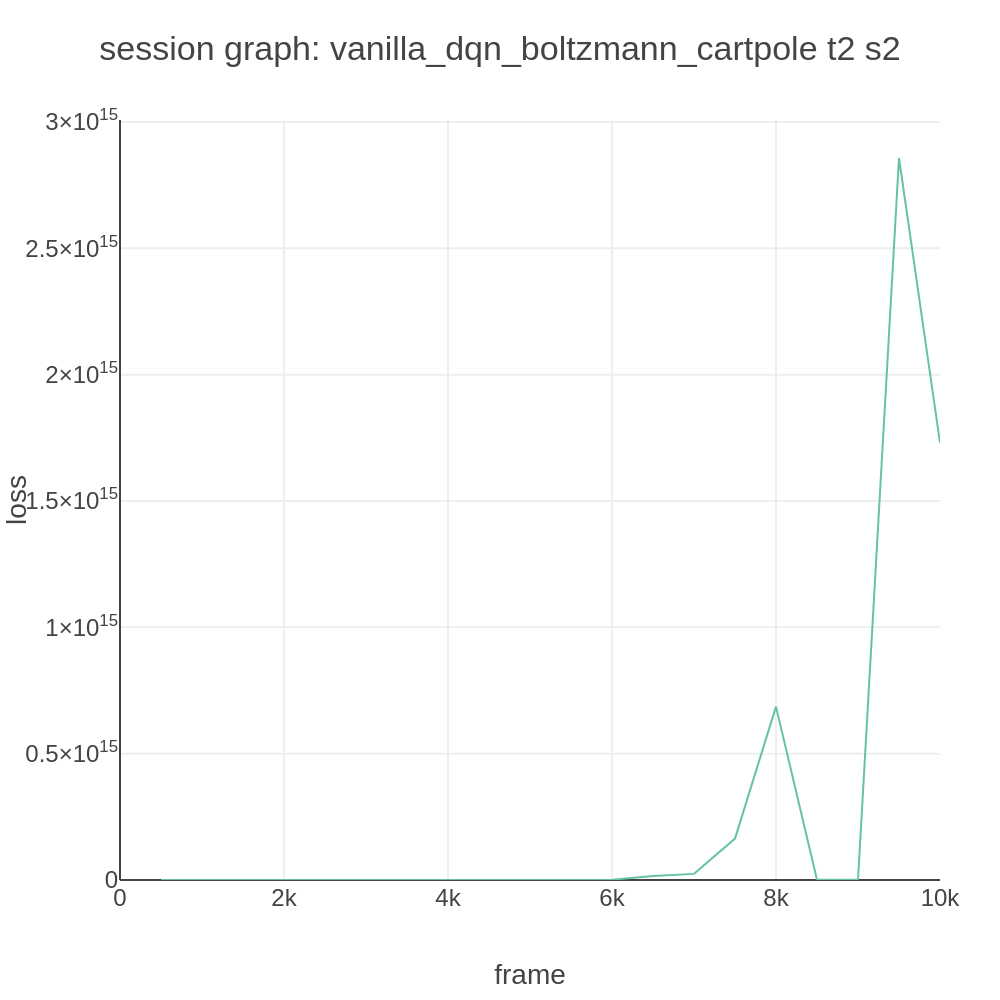 session graph: vanilla_dqn_boltzmann_cartpole t2 s2
3×10¹⁵
2.5×10¹⁵
2×10¹⁵
1.5×10¹⁵
1×10¹⁵
0.5×10¹⁵
0
loss
0 2k 4k 6k 8k 10k
frame